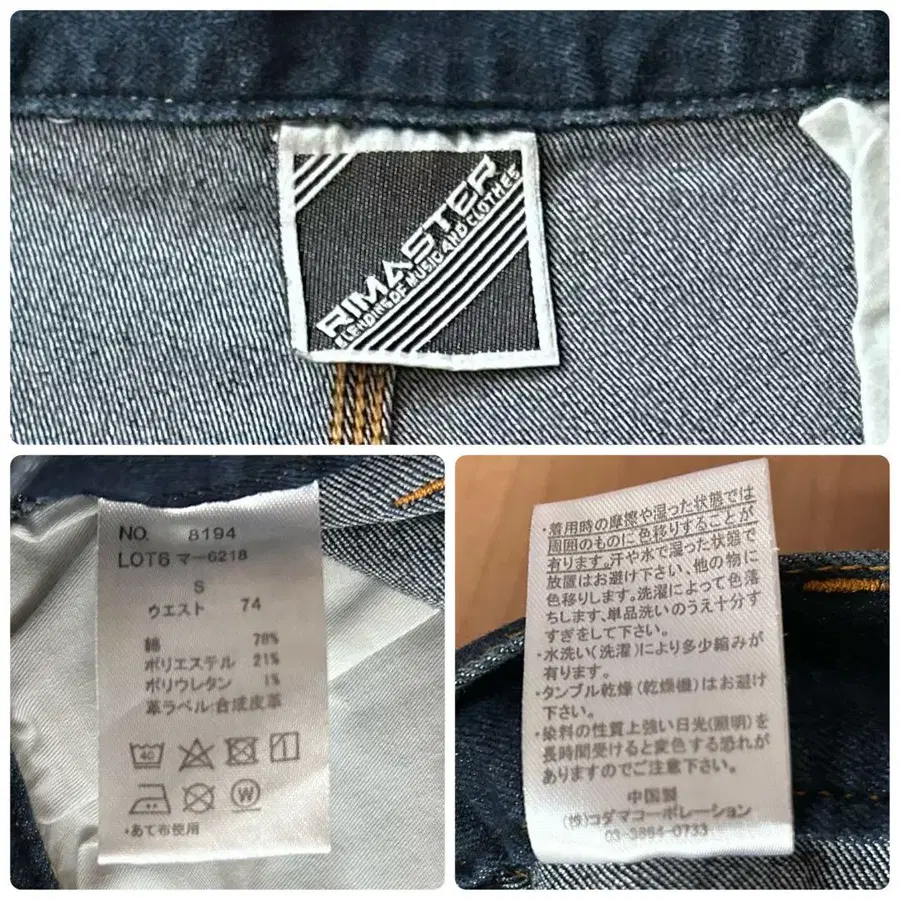 RIMASTER
BLENDING OF MUSIC AND CLOTHES
NO. 8194
LOT6 マー6218
S
ウエスト 74
綿 78%
ポリエステル 21%
ポリウレタン 1%
革ラベル:合成皮革
40
W
・あて布使用
・着用時の摩擦や湿った状態では
周囲のものに色移りすることが
有ります。汗や水で湿った状態で
放置はお避け下さい、他の物に
色移りします。洗濯によって色落
ちします、単品洗いのうえ十分す
すぎをして下さい。
・水洗い(洗濯)により多少縮みが
有ります。
・タンブル乾燥(乾燥機)はお避け
下さい。
・染料の性質上強い日光(照明)を
長時間受けると変色する恐れが
ありますのでご注意下さい。
中国製
(株)コダマコーポレーション
03-3864-0733